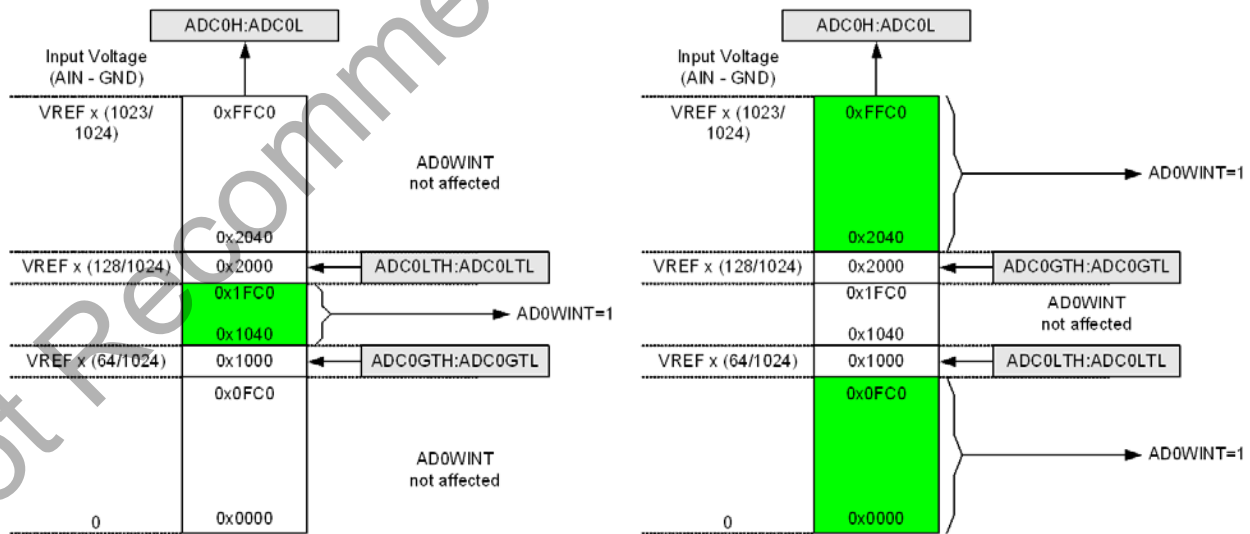 ADC0H:ADC0L
Input Voltage
(AIN - GND)
VREF x (1023/
1024)
0xFFC0
AD0WINT
not affected
0x2040
VREF x (128/1024)
0x2000
ADC0LTH:ADC0LTL
0x1FC0
AD0WINT=1
0x1040
VREF x (64/1024)
0x1000
ADC0GTH:ADC0GTL
0x0FC0
AD0WINT
not affected
0
0x0000
ADC0H:ADC0L
Input Voltage
(AIN - GND)
VREF x (1023/
1024)
0xFFC0
AD0WINT=1
0x2040
VREF x (128/1024)
0x2000
ADC0GTH:ADC0GTL
0x1FC0
AD0WINT
not affected
0x1040
VREF x (64/1024)
0x1000
ADC0LTH:ADC0LTL
0x0FC0
AD0WINT=1
0
0x0000